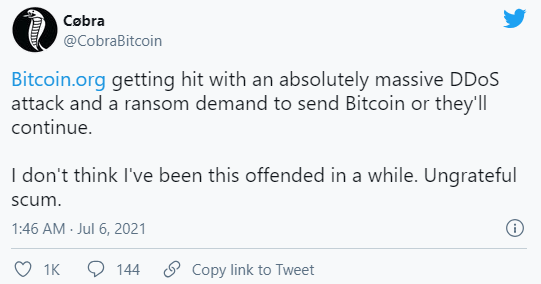 Cøbra
@CobraBitcoin
Bitcoin.org getting hit with an absolutely massive DDoS
attack and a ransom demand to send Bitcoin or they'll
continue.
I don't think I've been this offended in a while. Ungrateful
scum.
1:46 AM · Jul 6, 2021
1K 144 Copy link to Tweet